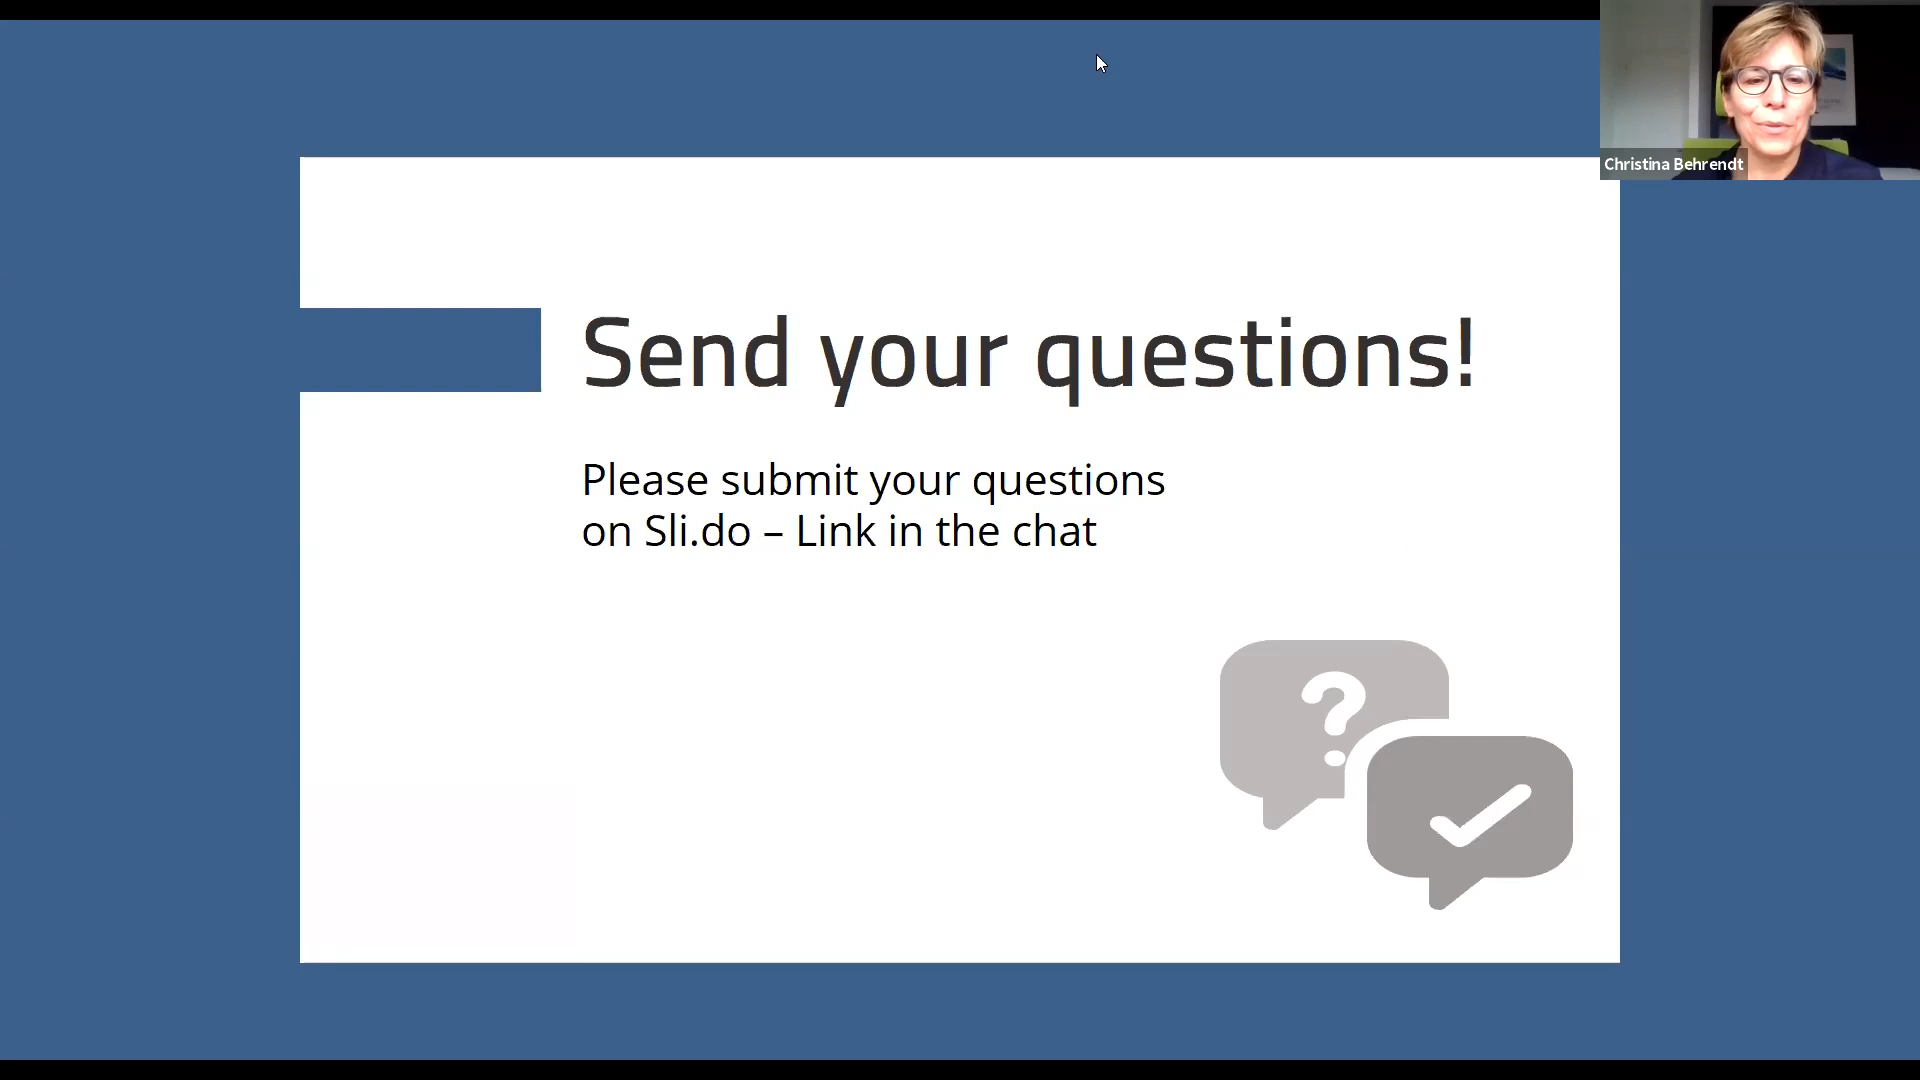 Christina Behrendt
Send your questions!
Please submit your questions
on Sli.do – Link in the chat